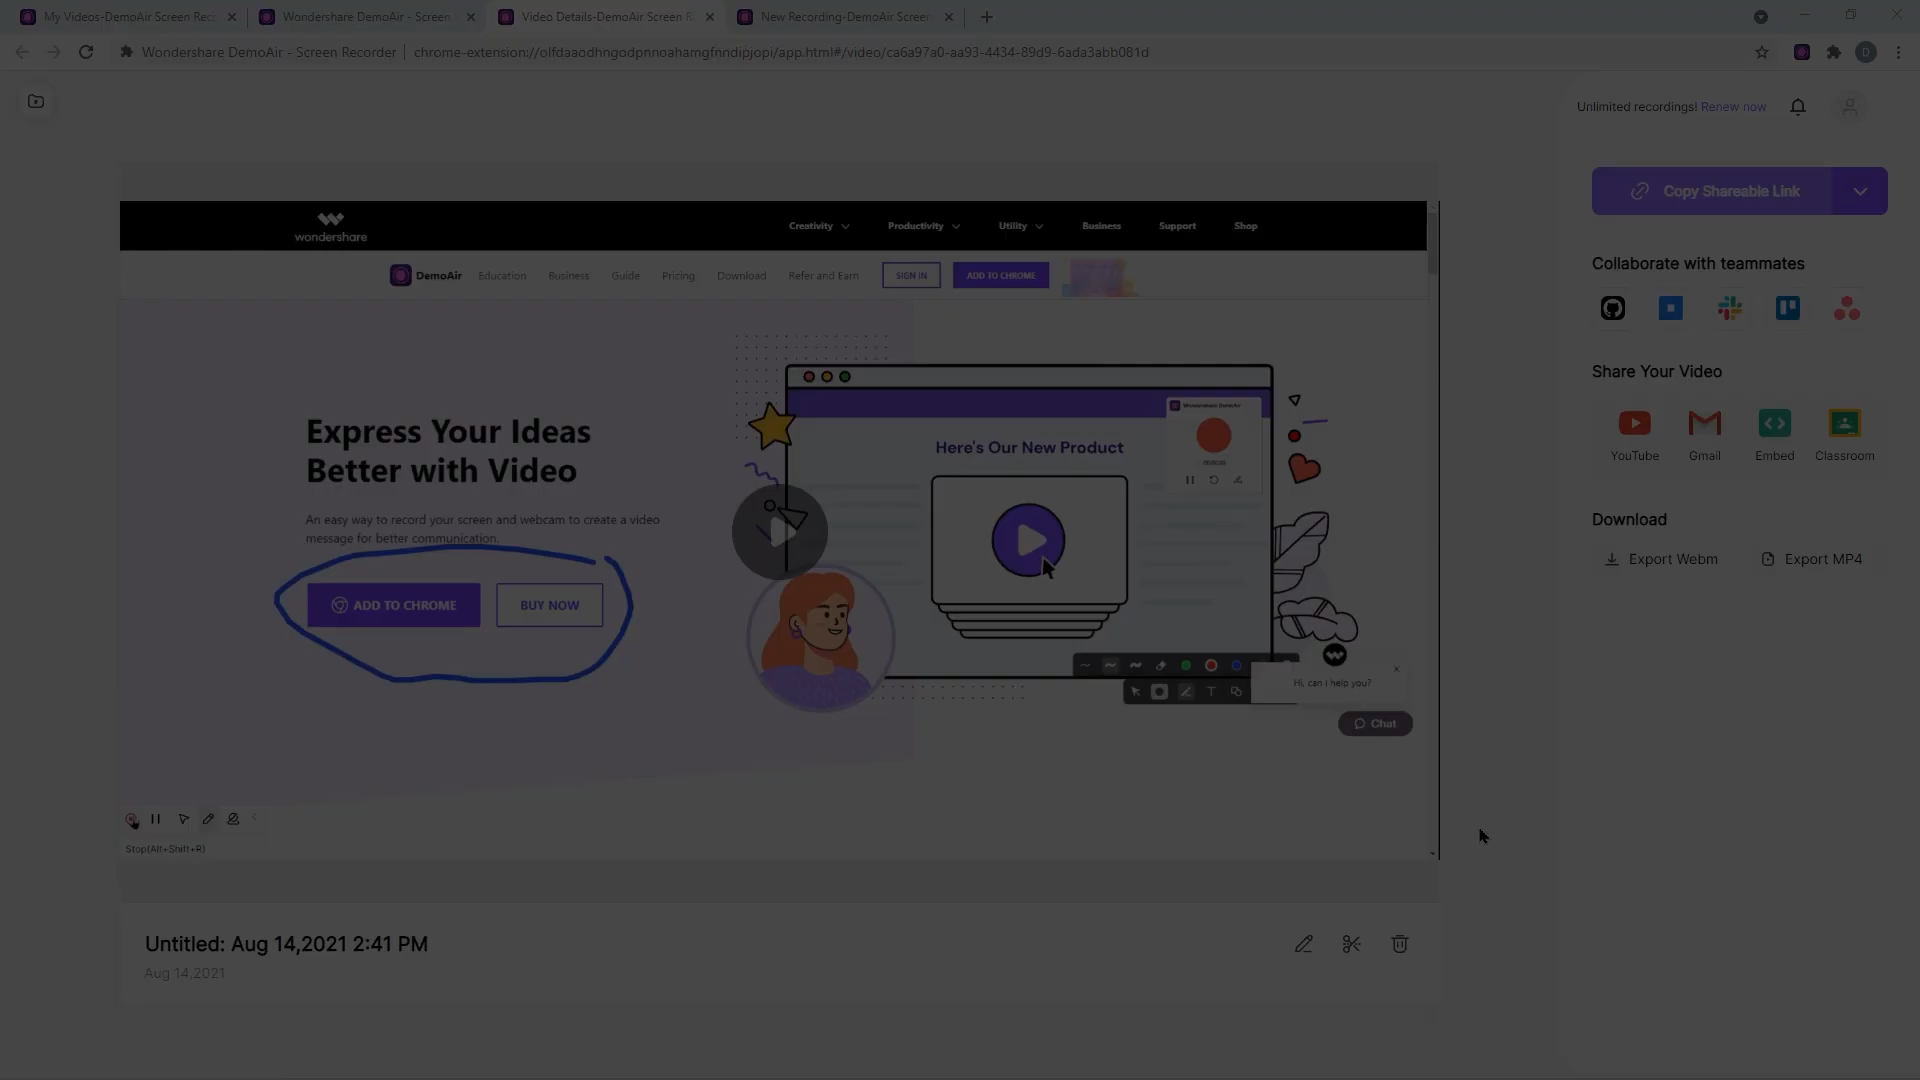 My Videos-DemoAir Screen Rec
Wondershare DemoAir - Screen
Video Details-DemoAir Screen R
New Recording-DemoAir Screen
Wondershare DemoAir - Screen Recorder
chrome-extension://olfdaaodhngodpnnoahamgfnndipjopi/app.html#/video/ca6a97a0-aa93-4434-89d9-6ada3abb081d
D
Unlimited recordings! Renew now
Copy Shareable Link
Collaborate with teammates
Share Your Video
YouTube
Gmail
Embed
Classroom
Download
Export Webm
Export MP4
wondershare
Creativity
Productivity
Utility
Business
Support
Shop
DemoAir
Education
Business
Guide
Pricing
Download
Refer and Earn
SIGN IN
ADD TO CHROME
Express Your Ideas
Better with Video
An easy way to record your screen and webcam to create a video
message for better communication.
ADD TO CHROME
BUY NOW
Wondershare DemoAir
Here's Our New Product
T
Hi, can i help you?
Chat
Stop(Alt+Shift+R)
Untitled: Aug 14,2021 2:41 PM
Aug 14,2021